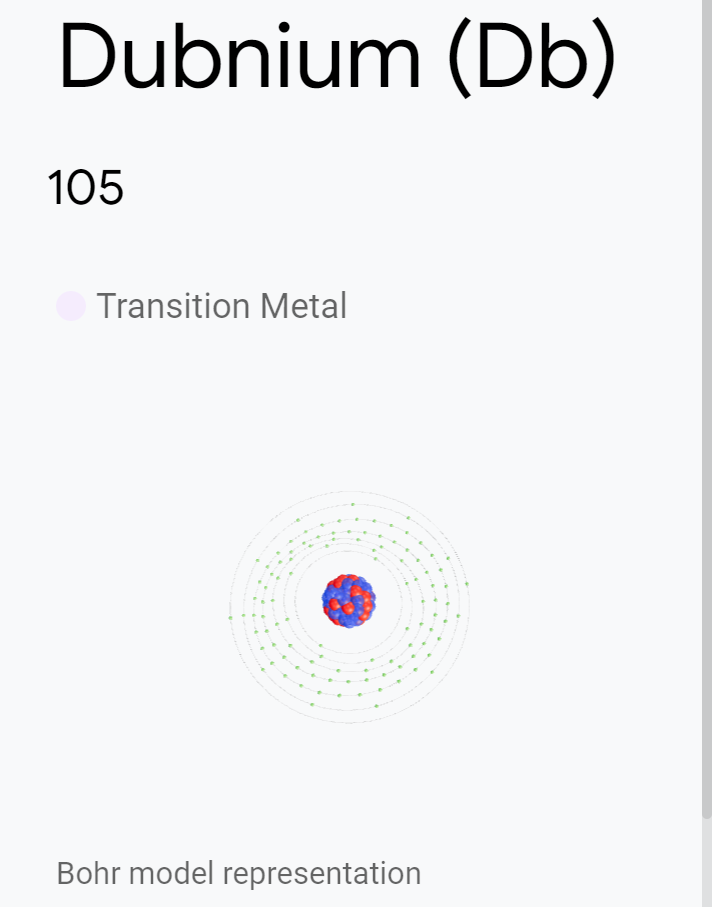 Dubnium (Db)
105
Transition Metal
Bohr model representation